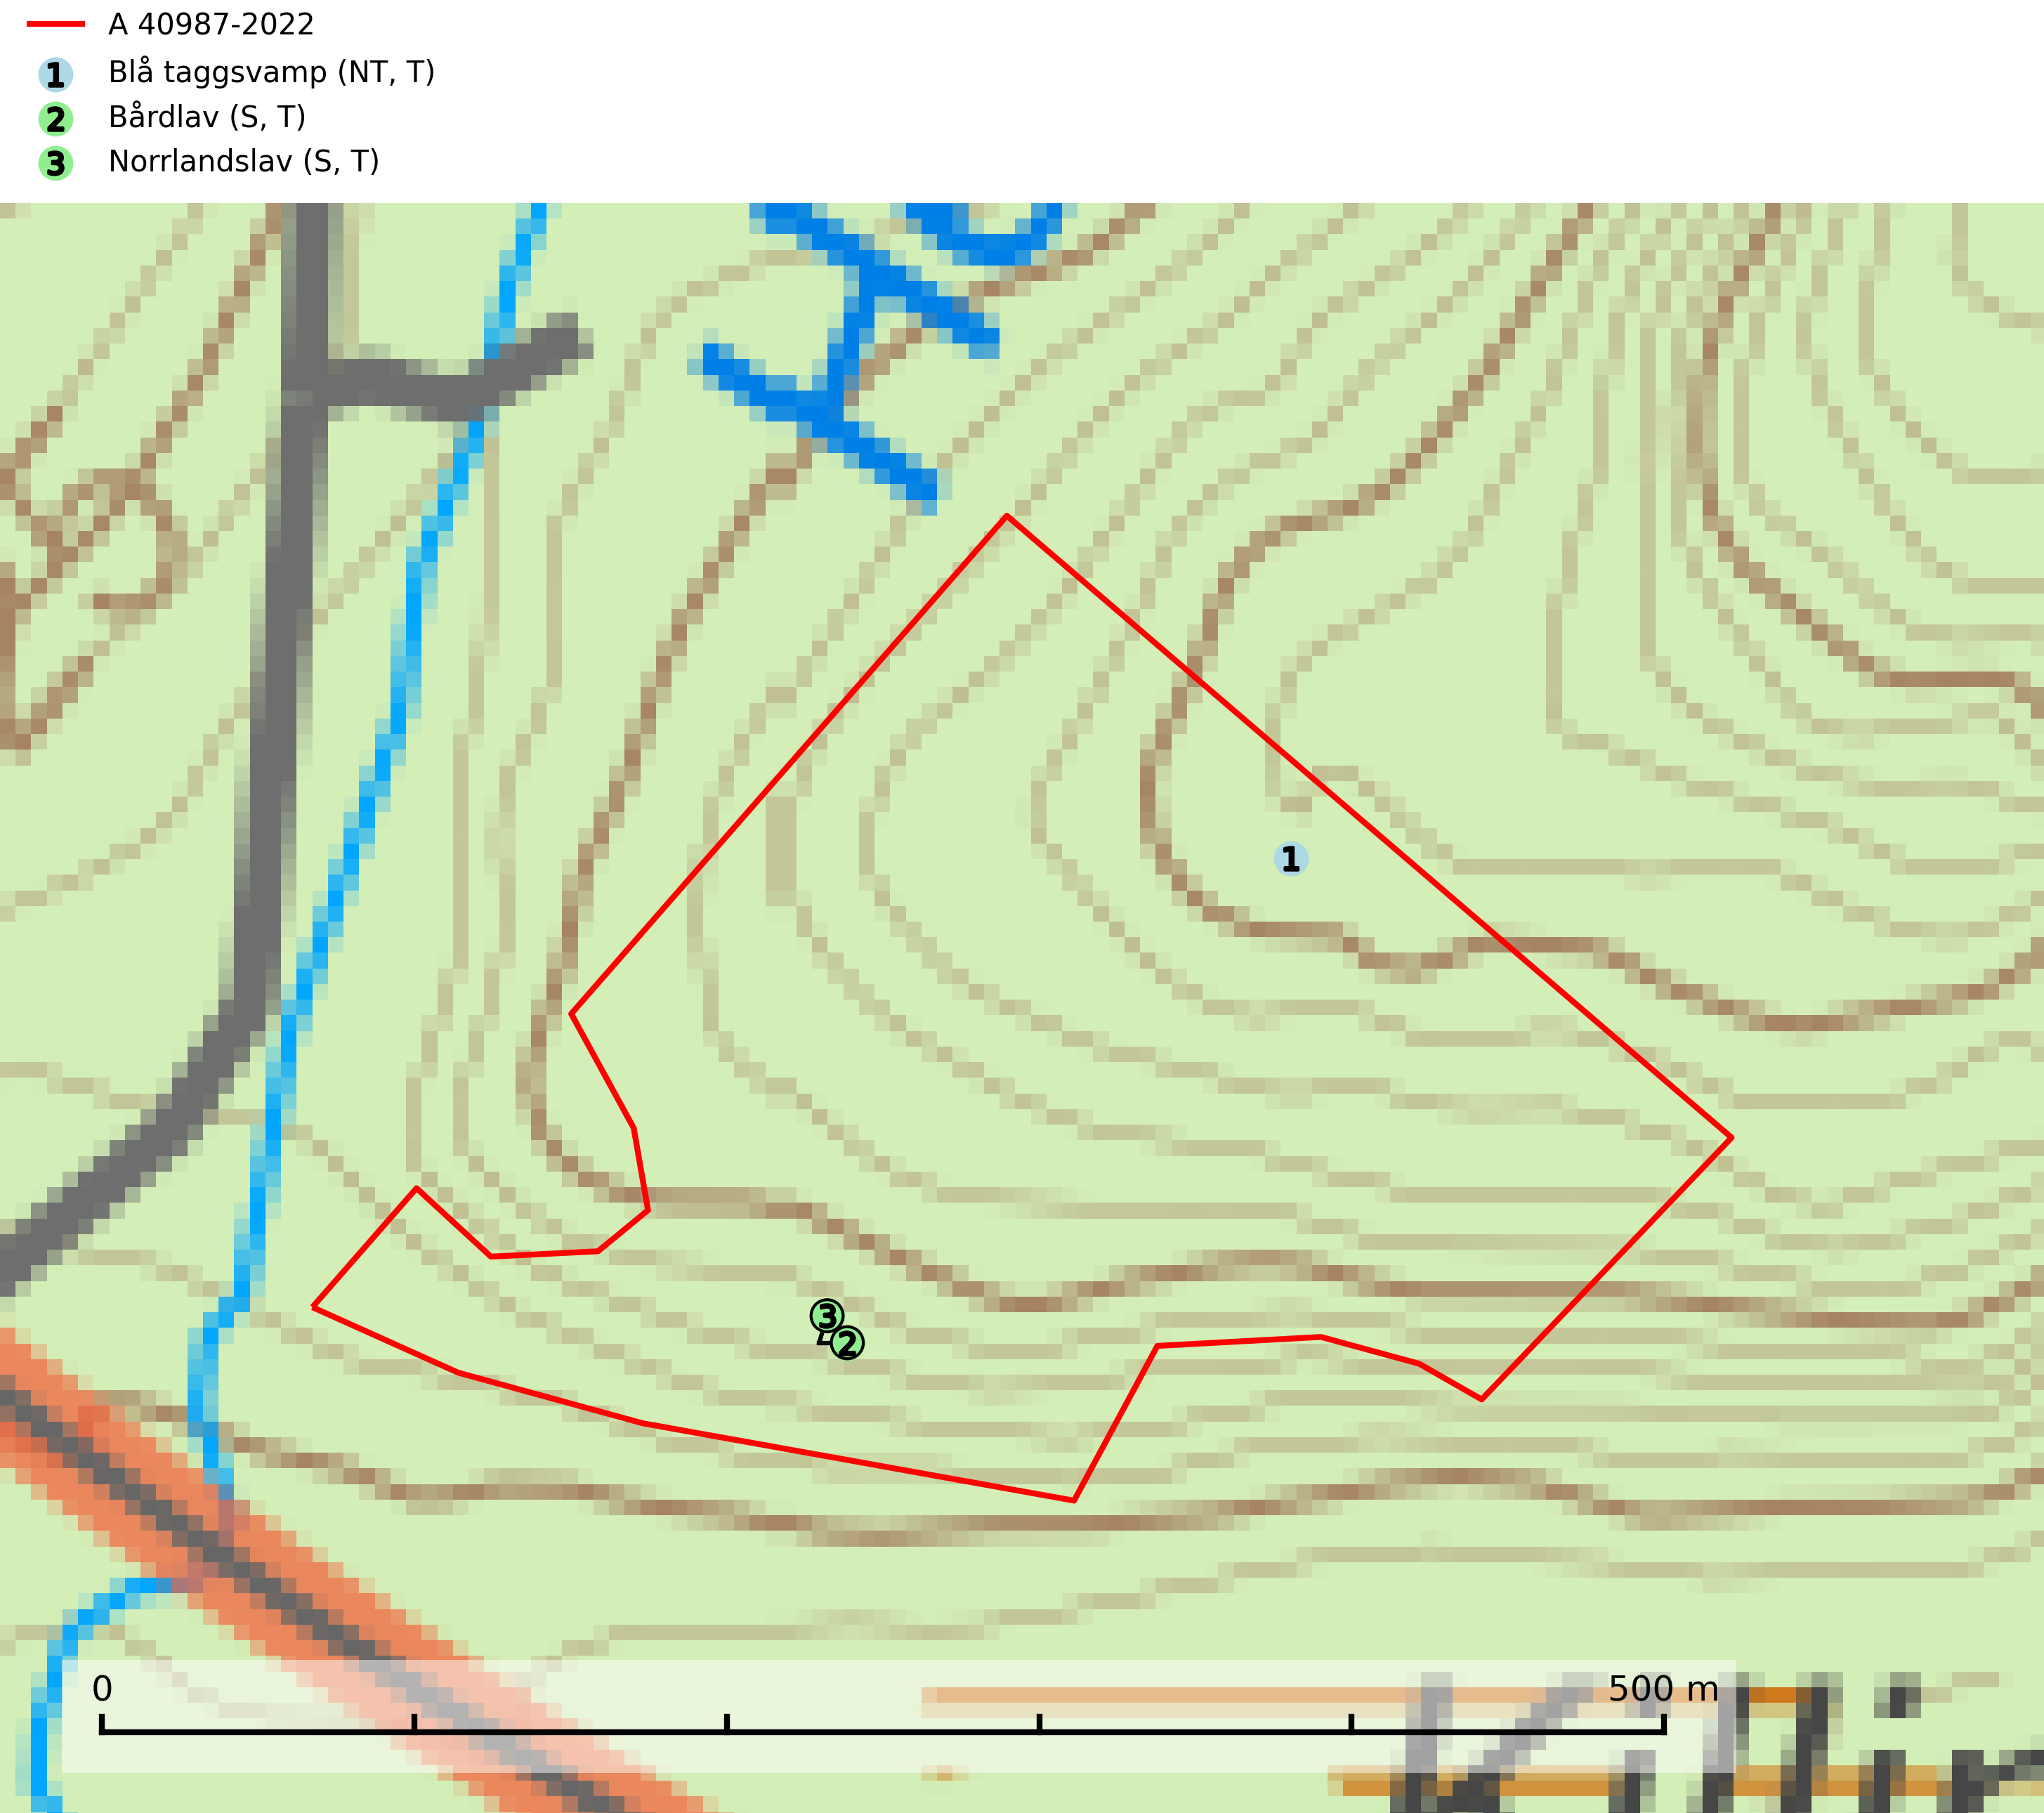 A 40987-2022
1 Blå taggsvamp (NT, T)
2 Bårdlav (S, T)
3 Norrlandslav (S, T)
1
3
2
0 500 m